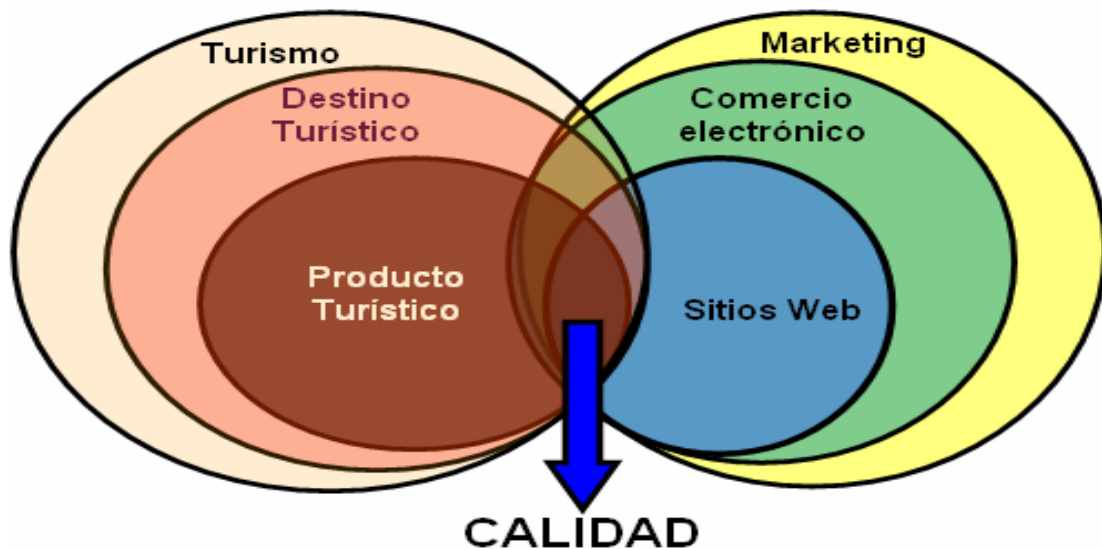 Turismo
Destino
Turístico
Producto
Turístico
Marketing
Comercio
electrónico
Sitios Web
CALIDAD